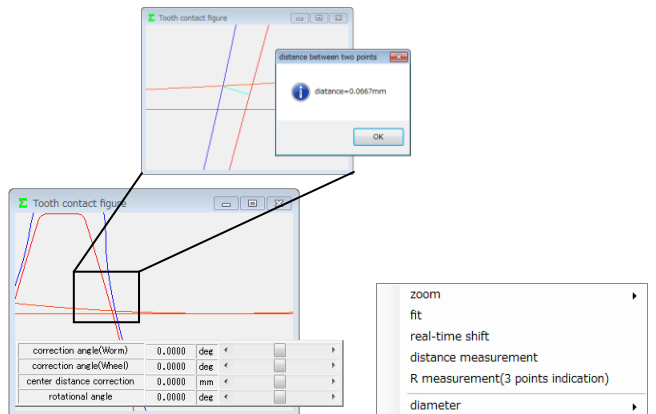 Σ Tooth contact figure
distance between two points
diatance=0.0667mm
OK
Σ Tooth contact figure
correction angle(Worm) 0.0000 deg
correction angle(Wheel) 0.0000 deg
center distance correction 0.0000 mm
rotational angle 0.0000 deg
zoom
fit
real-time shift
distance measurement
R measurement(3 points indication)
diameter